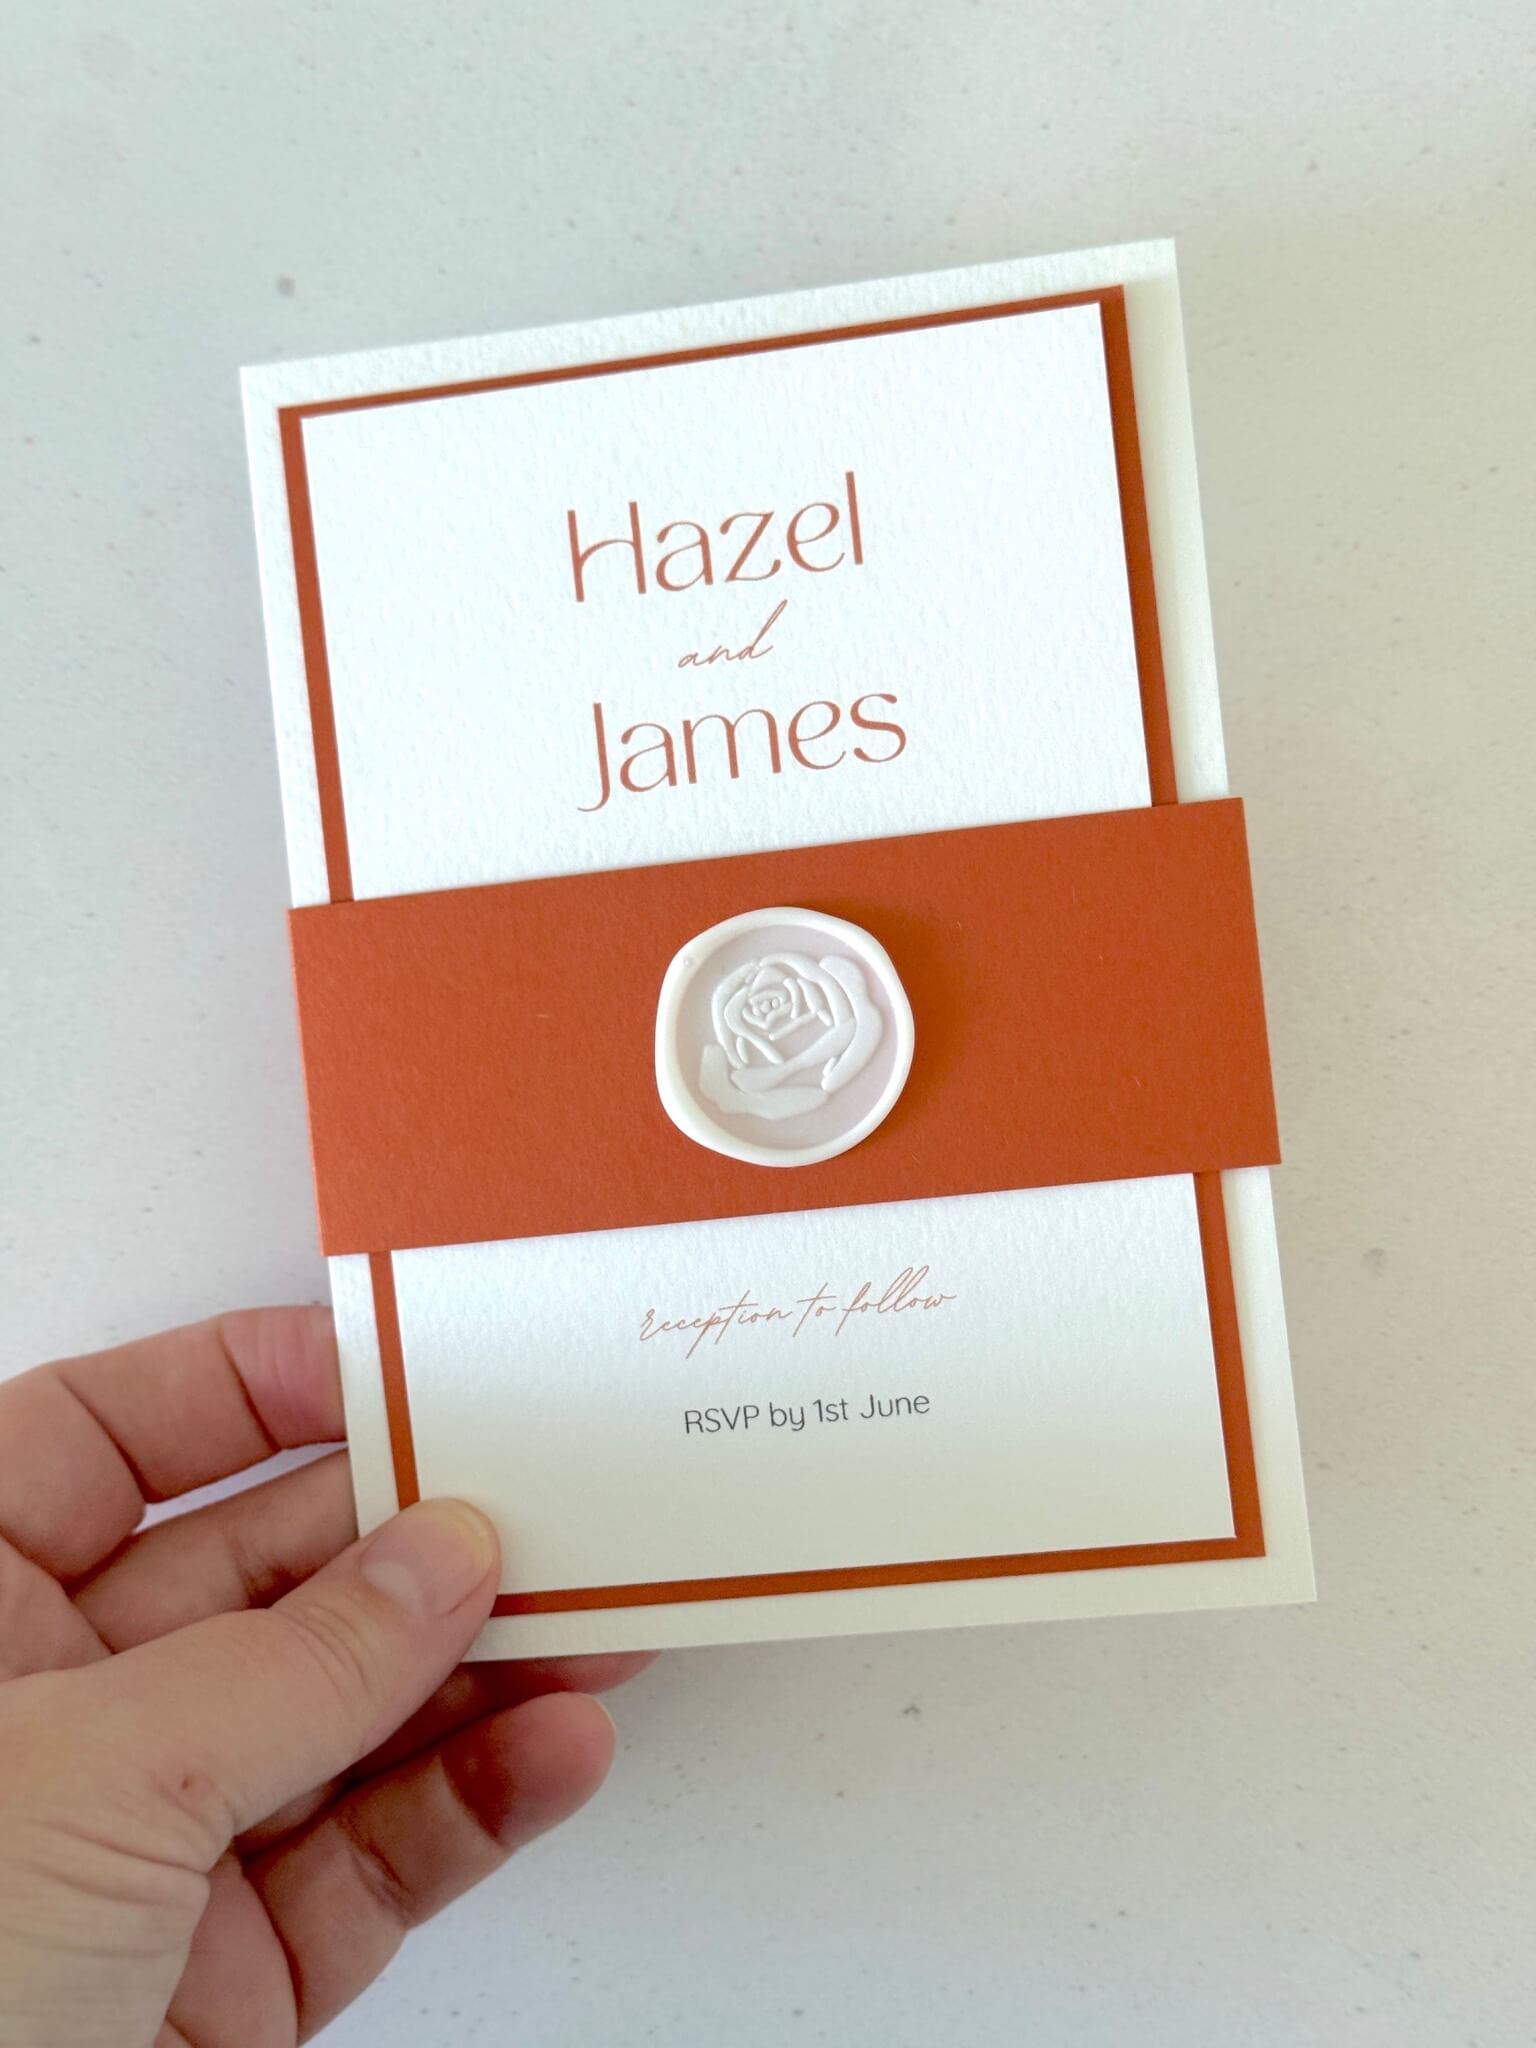 Hazel
and
James
reception to follow
RSVP by 1st June